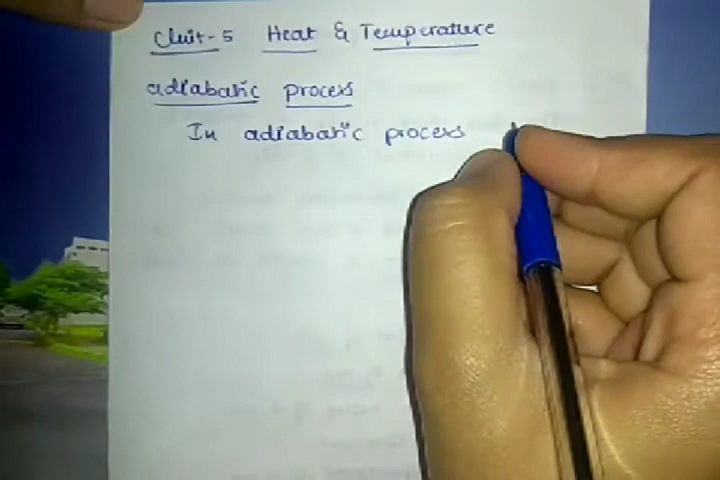 Unit-5 Heat & Temperature
adiabatic process
In adiabatic process